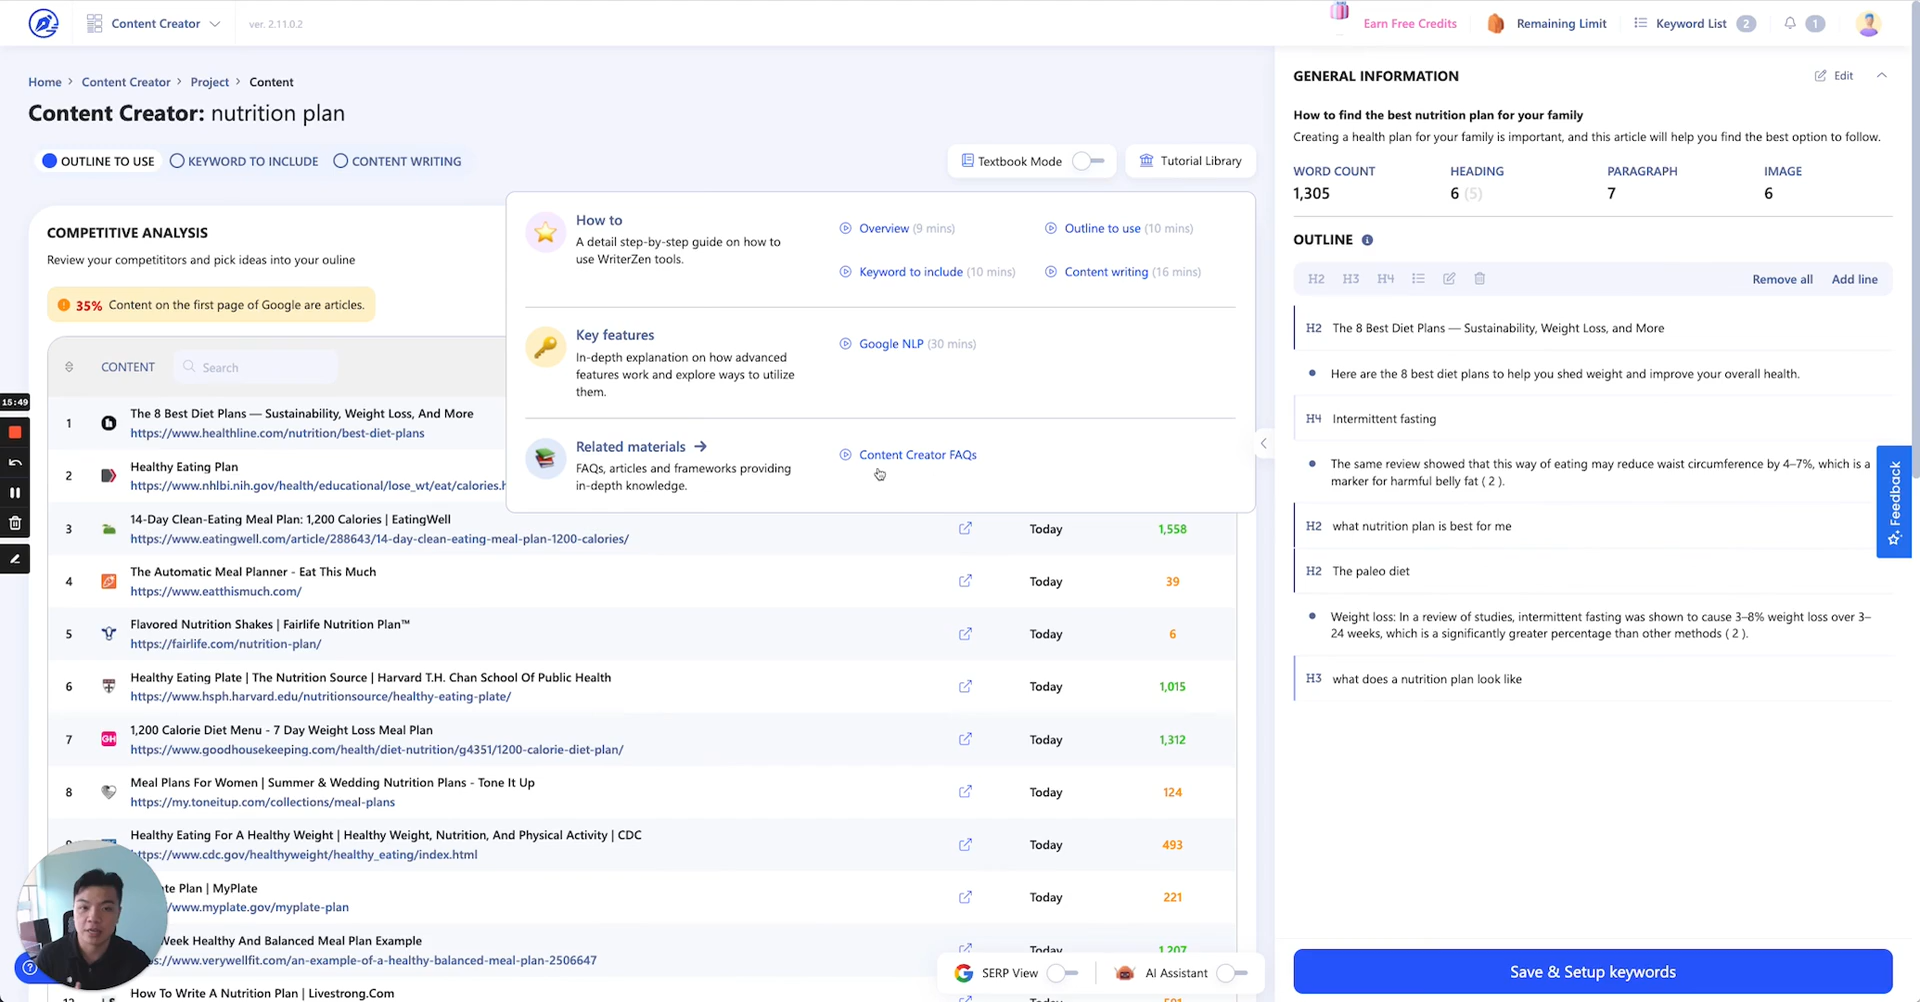 Content Creator
ver. 2.11.0.2
Earn Free Credits
Remaining Limit
Keyword List 2
1
Home > Content Creator > Project > Content
Content Creator: nutrition plan
OUTLINE TO USE
KEYWORD TO INCLUDE
CONTENT WRITING
Textbook Mode
Tutorial Library
COMPETITIVE ANALYSIS
Review your competititors and pick ideas into your ouline
35% Content on the first page of Google are articles.
CONTENT
Search
How to
A detail step-by-step guide on how to
use WriterZen tools.
Overview (9 mins)
Outline to use (10 mins)
Keyword to include (10 mins)
Content writing (16 mins)
Key features
In-depth explanation on how advanced
features work and explore ways to utilize
them.
Google NLP (30 mins)
Related materials →
FAQs, articles and frameworks providing
in-depth knowledge.
Content Creator FAQs
15:49
1
The 8 Best Diet Plans — Sustainability, Weight Loss, And More
https://www.healthline.com/nutrition/best-diet-plans
2
Healthy Eating Plan
https://www.nhlbi.nih.gov/health/educational/lose_wt/eat/calories.h
3
14-Day Clean-Eating Meal Plan: 1,200 Calories | EatingWell
https://www.eatingwell.com/article/288643/14-day-clean-eating-meal-plan-1200-calories/
Today
1,558
4
The Automatic Meal Planner - Eat This Much
https://www.eatthismuch.com/
Today
39
5
Flavored Nutrition Shakes | Fairlife Nutrition Plan™
https://fairlife.com/nutrition-plan/
Today
6
6
Healthy Eating Plate | The Nutrition Source | Harvard T.H. Chan School Of Public Health
https://www.hsph.harvard.edu/nutritionsource/healthy-eating-plate/
Today
1,015
7
GH
1,200 Calorie Diet Menu - 7 Day Weight Loss Meal Plan
https://www.goodhousekeeping.com/health/diet-nutrition/g4351/1200-calorie-diet-plan/
Today
1,312
8
Meal Plans For Women | Summer & Wedding Nutrition Plans - Tone It Up
https://my.toneitup.com/collections/meal-plans
Today
124
Healthy Eating For A Healthy Weight | Healthy Weight, Nutrition, And Physical Activity | CDC
https://www.cdc.gov/healthyweight/healthy_eating/index.html
Today
493
te Plan | MyPlate
/www.myplate.gov/myplate-plan
Today
221
Week Healthy And Balanced Meal Plan Example
s://www.verywellfit.com/an-example-of-a-healthy-balanced-meal-plan-2506647
Today
1,207
How To Write A Nutrition Plan | Livestrong.Com
SERP View
AI Assistant
GENERAL INFORMATION
Edit
How to find the best nutrition plan for your family
Creating a health plan for your family is important, and this article will help you find the best option to follow.
WORD COUNT
HEADING
PARAGRAPH
IMAGE
1,305
6 (5)
7
6
OUTLINE
H2 H3 H4
Remove all
Add line
H2 The 8 Best Diet Plans — Sustainability, Weight Loss, and More
Here are the 8 best diet plans to help you shed weight and improve your overall health.
H4 Intermittent fasting
The same review showed that this way of eating may reduce waist circumference by 4–7%, which is a
marker for harmful belly fat ( 2 ).
H2 what nutrition plan is best for me
H2 The paleo diet
Weight loss: In a review of studies, intermittent fasting was shown to cause 3–8% weight loss over 3–
24 weeks, which is a significantly greater percentage than other methods ( 2 ).
H3 what does a nutrition plan look like
Feedback
Save & Setup keywords